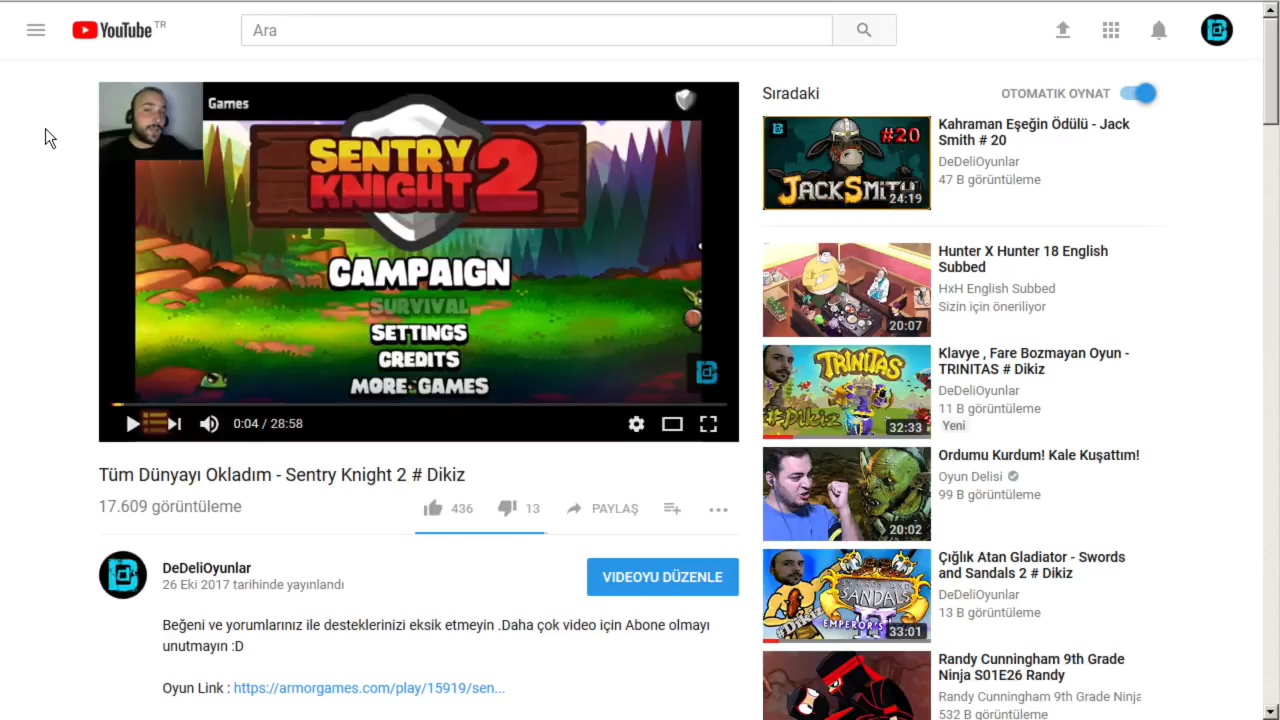 YouTube TR
Ara
Games
SENTRY
KNIGHT 2
CAMPAIGN
SURVIVAL
SETTINGS
CREDITS
MORE GAMES
0:04 / 28:58
Tüm Dünyayı Okladım - Sentry Knight 2 # Dikiz
17.609 görüntüleme
436
13
PAYLAŞ
DeDeliOyunlar
26 Eki 2017 tarihinde yayınlandı
VIDEOYU DÜZENLE
Beğeni ve yorumlarınız ile desteklerinizi eksik etmeyin .Daha çok video için Abone olmayı
unutmayın :D
Oyun Link : https://armorgames.com/play/15919/sen...
Sıradaki
OTOMATIK OYNAT
#20
JACKSMITH
24:19
Kahraman Eşeğin Ödülü - Jack
Smith # 20
DeDeliOyunlar
47 B görüntüleme
20:07
Hunter X Hunter 18 English
Subbed
HxH English Subbed
Sizin için öneriliyor
TRINITAS
#Dikiz
32:33
Klavye , Fare Bozmayan Oyun -
TRINITAS # Dikiz
DeDeliOyunlar
11 B görüntüleme
Yeni
20:02
Ordumu Kurdum! Kale Kuşattım!
Oyun Delisi
99 B görüntüleme
SWORDS AND
SANDALS
EMPEROR'S
#DİKİZ
33:01
Çığlık Atan Gladiator - Swords
and Sandals 2 # Dikiz
DeDeliOyunlar
13 B görüntüleme
Randy Cunningham 9th Grade
Ninja S01E26 Randy
Randy Cunningham 9th Grade Ninja
532 B görüntüleme